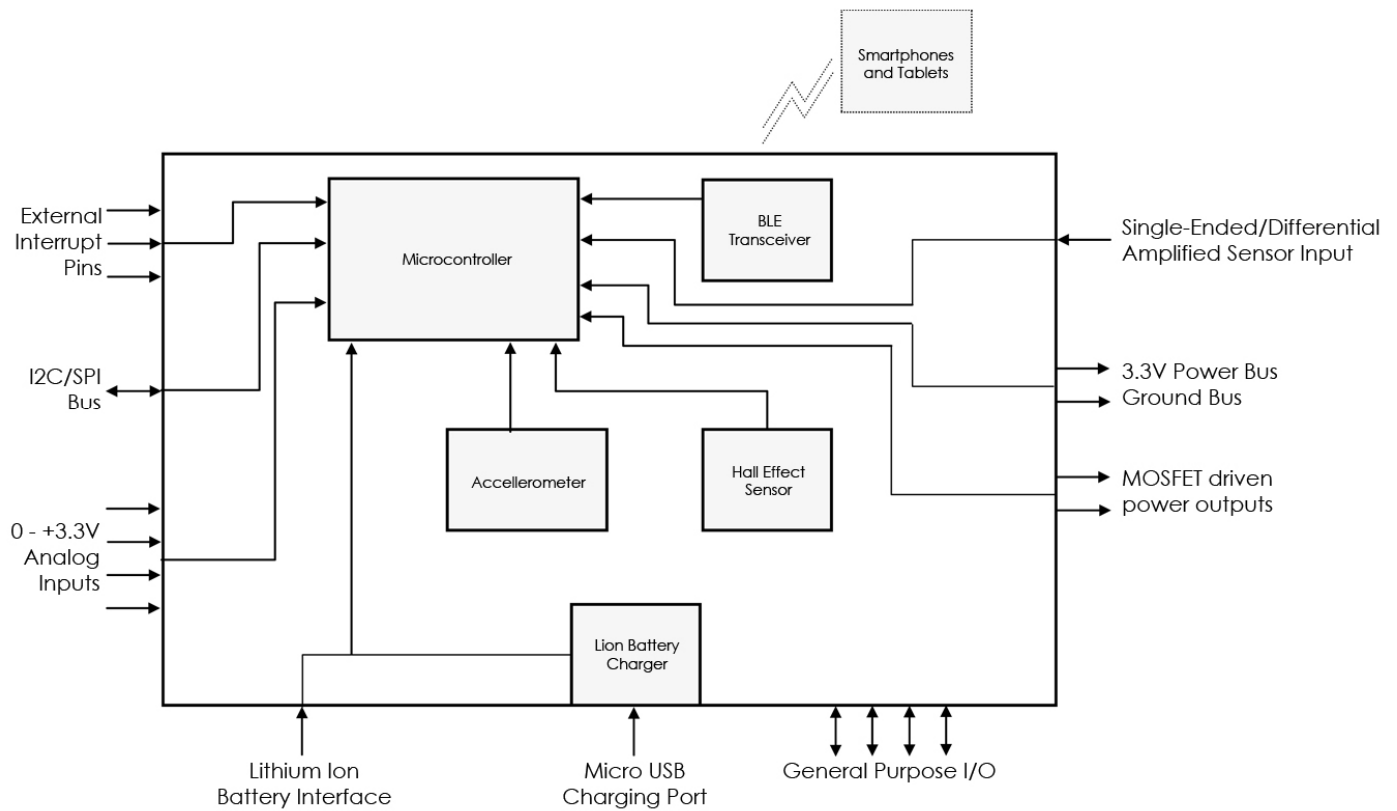 Smartphones
and Tablets
External
Interrupt
Pins
Microcontroller
BLE
Transceiver
Single-Ended/Differential
Amplified Sensor Input
I2C/SPI
Bus
3.3V Power Bus
Ground Bus
Accellerometer
Hall Effect
Sensor
MOSFET driven
power outputs
0 - +3.3V
Analog
Inputs
Lion Battery
Charger
Lithium Ion
Battery Interface
Micro USB
Charging Port
General Purpose I/O